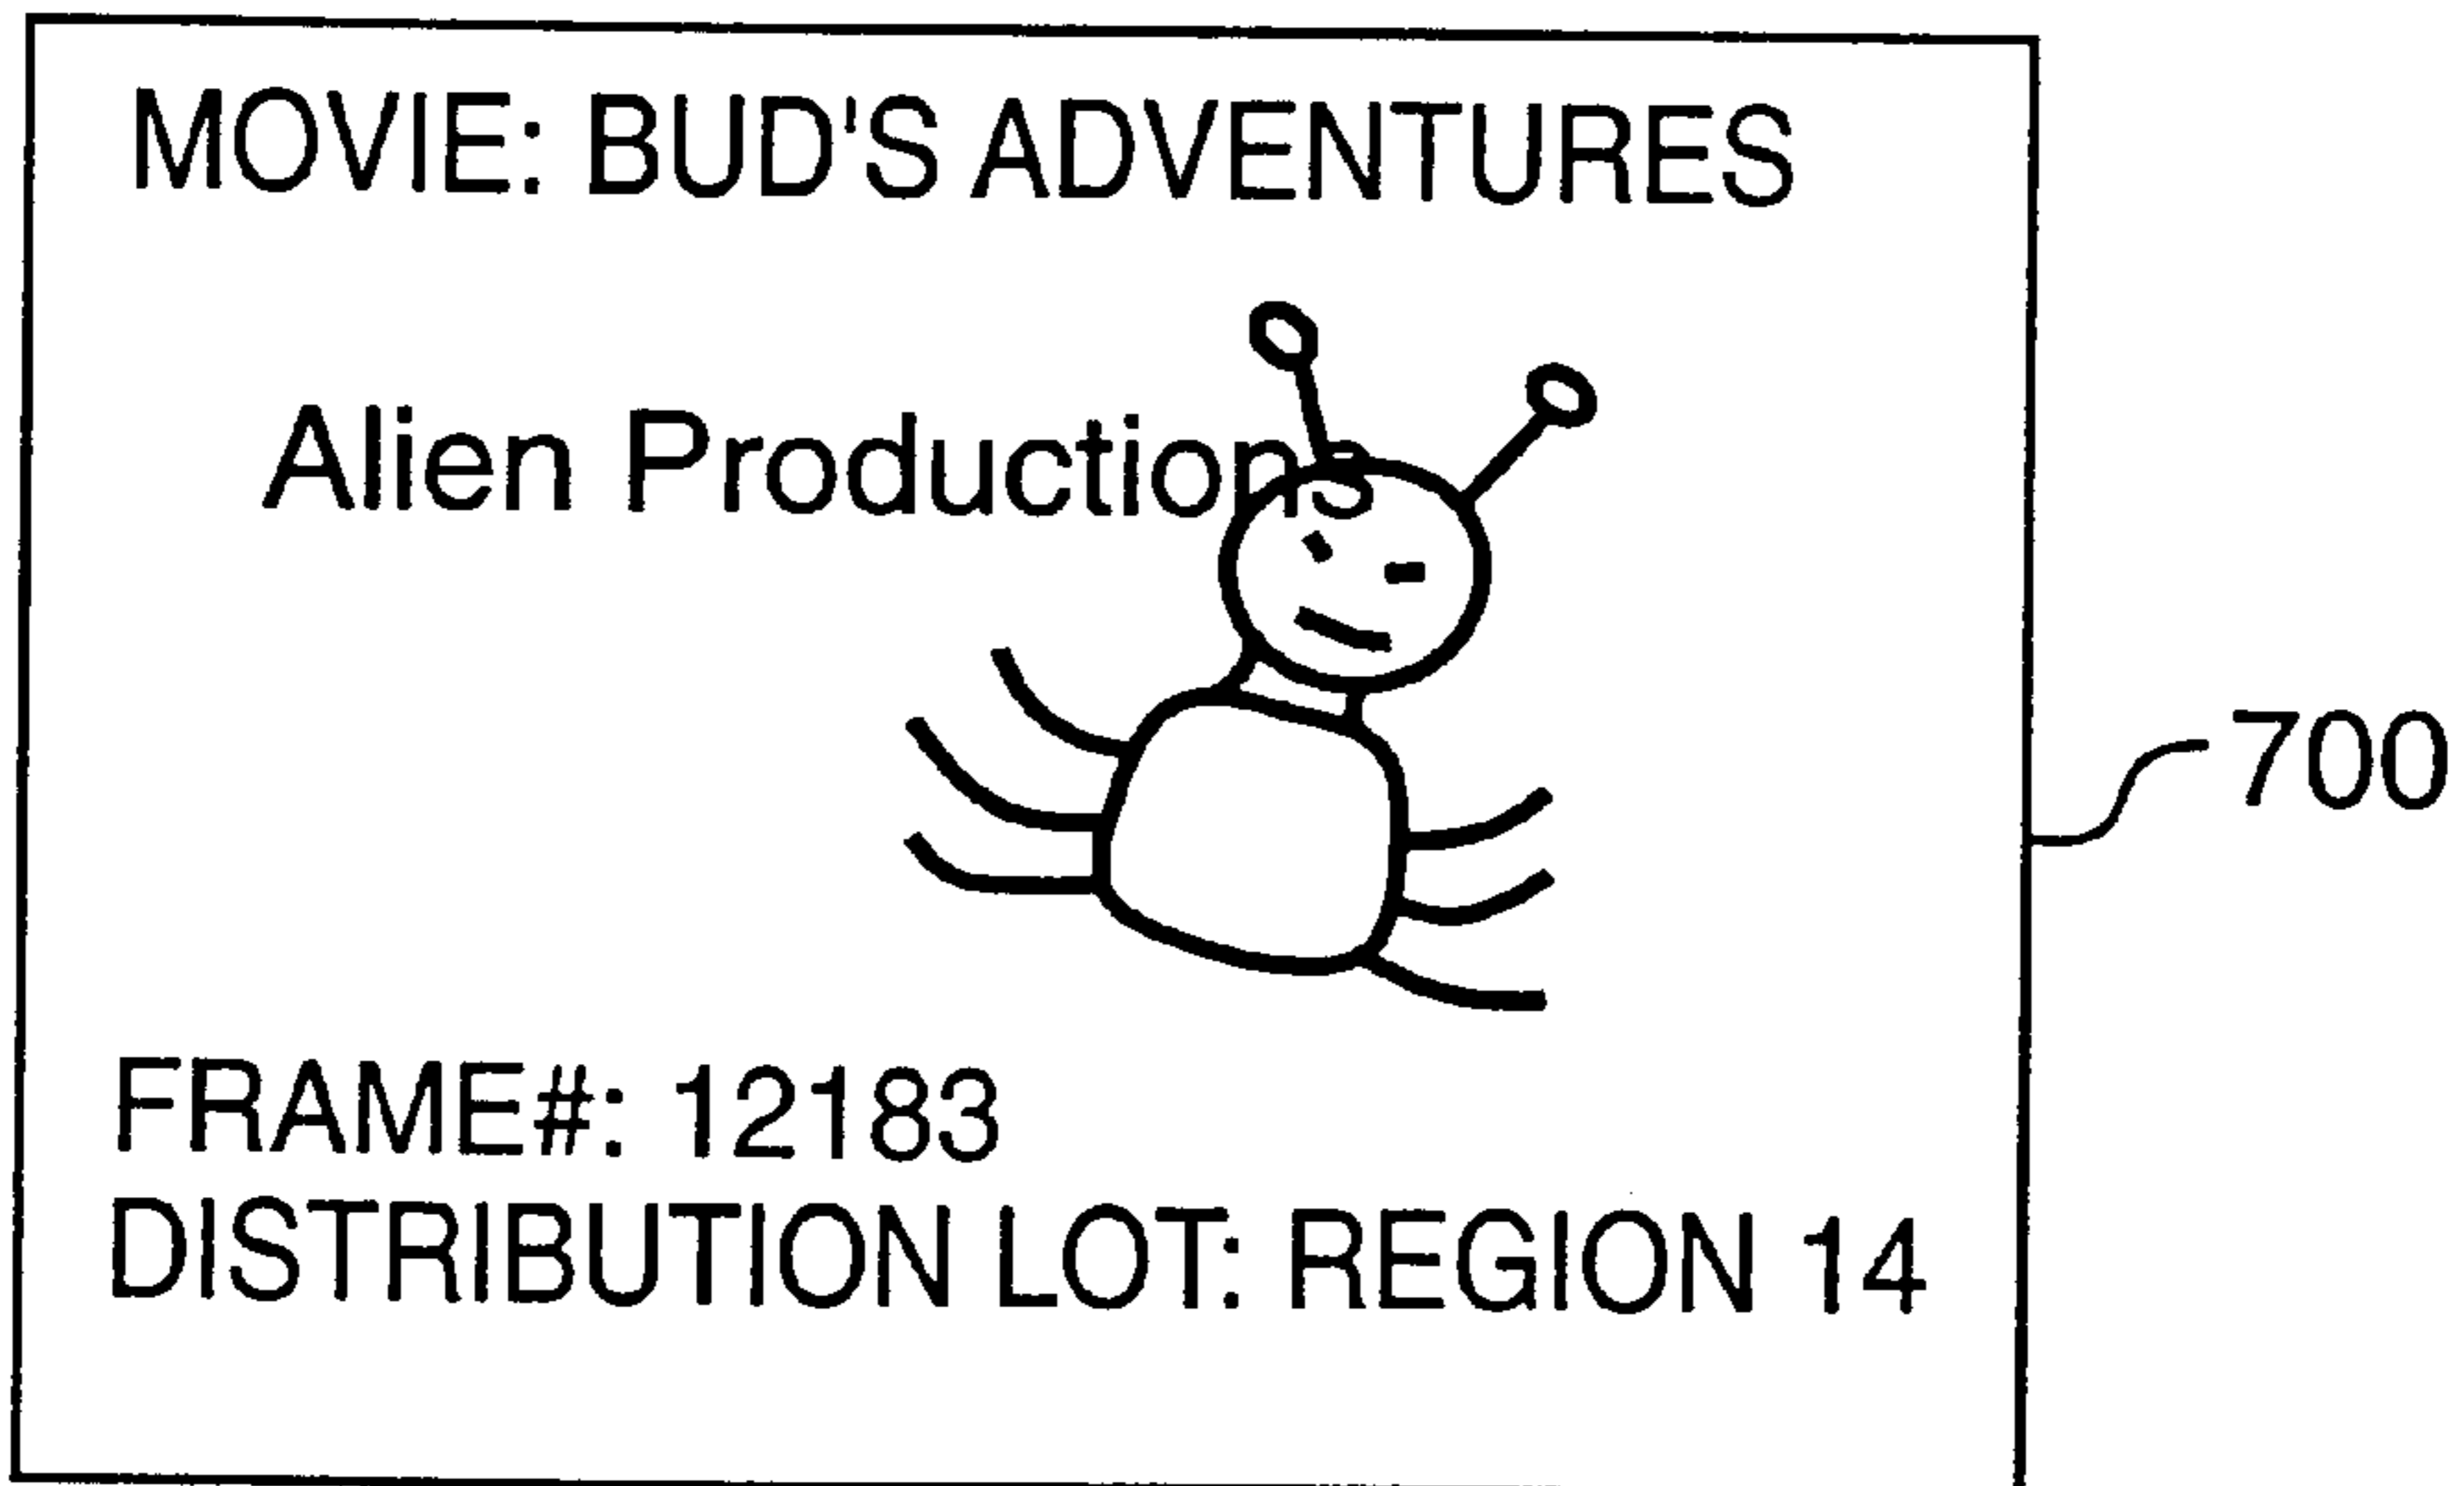 MOVIE: BUD'S ADVENTURES
Alien Productions
700
FRAME#: 12183
DISTRIBUTION LOT: REGION 14